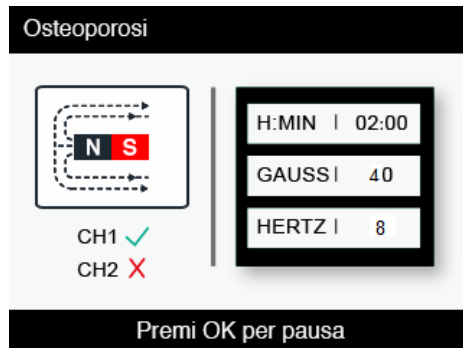 Osteoporosi
N S
CH1 ✓
CH2 X
H:MIN | 02:00
GAUSS | 40
HERTZ | 8
Premi OK per pausa